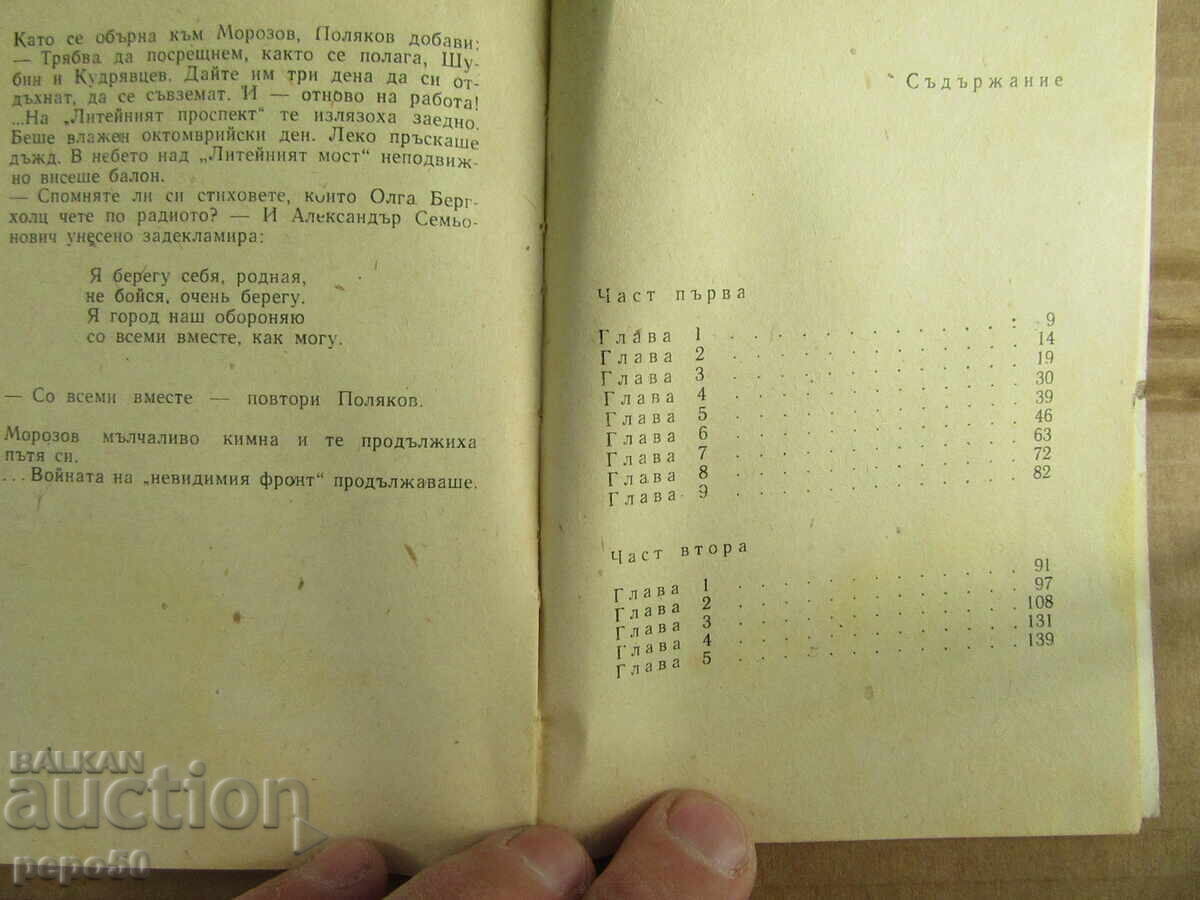 Като се обърна към Морозов, Поляков добави:
— Трябва да посрещнем, както се полага, Шу-
бин и Кудрявцев. Дайте им три дена да си от-
дъхнат, да се съвземат. И — отново на работа!
...На „Литейният проспект“ те излязоха заедно.
Беше влажен октомврийски ден. Леко пръскаше
дъжд. В небето над „Литейният мост“ неподвиж-
но висеше балон.
— Спомняте ли си стиховете, които Олга Берг-
холц чете по радиото? — И Александър Семьо-
нович унесено задекламира:
Я берегу себя, родная,
не бойся, очень берегу.
Я город наш обороняю
со всеми вместе, как могу.
— Со всеми вместе — повтори Поляков.
Морозов мълчаливо кимна и те продължиха
пътя си.
...Войната на „невидимия фронт“ продължаваше.
Съдържание
Част първа
Глава 1 . . . . . . . . . . 9
Глава 2 . . . . . . . . . . 14
Глава 3 . . . . . . . . . . 19
Глава 4 . . . . . . . . . . 30
Глава 5 . . . . . . . . . . 39
Глава 6 . . . . . . . . . . 46
Глава 7 . . . . . . . . . . 63
Глава 8 . . . . . . . . . . 72
Глава 9 . . . . . . . . . . 82
Част втора
Глава 1 . . . . . . . . . . 91
Глава 2 . . . . . . . . . . 97
Глава 3 . . . . . . . . . . 108
Глава 4 . . . . . . . . . . 131
Глава 5 . . . . . . . . . . 139
BALKAN
auction
pepo50